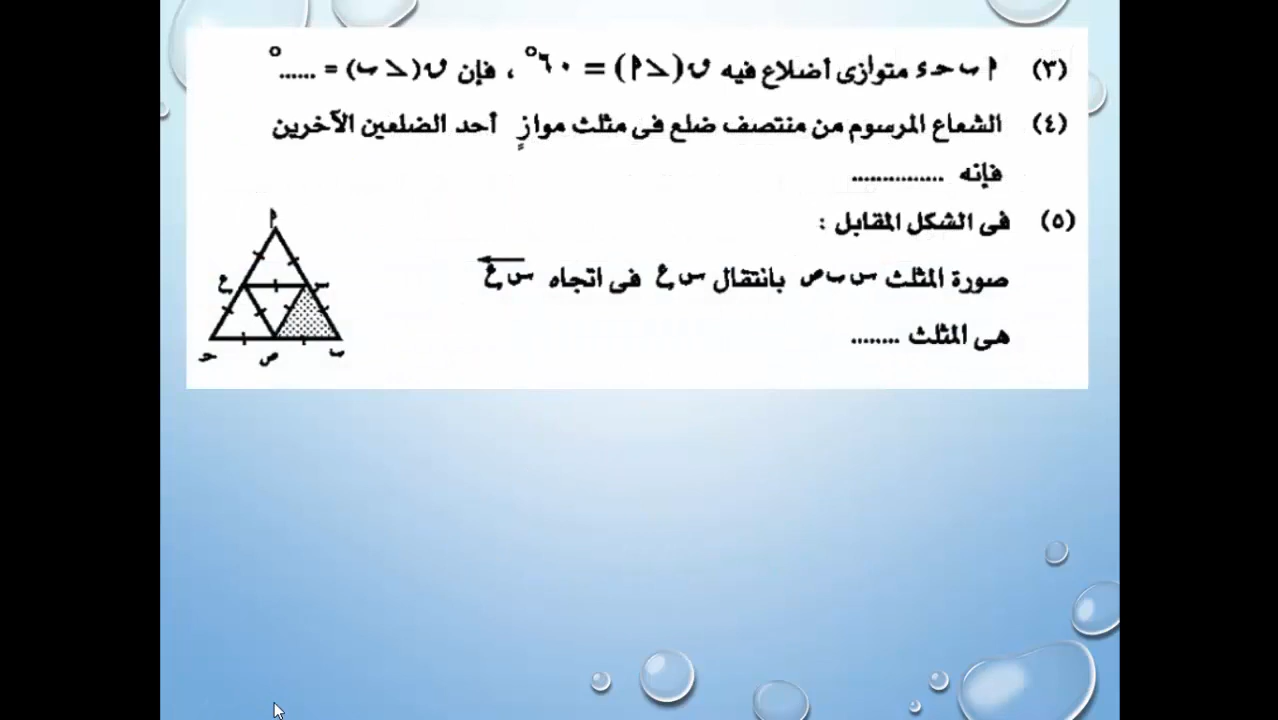 (٣) ا ب حـ ء متوازى أضلاع فيه ق(∠ا) = ٦٠° ، فإن ق(∠ب) = ......°
(٤) الشعاع المرسوم من منتصف ضلع فى مثلث موازٍ أحد الضلعين الآخرين
فإنه ...............
(٥) فى الشكل المقابل :
صورة المثلث س ب ص بانتقال س ع فى اتجاه س ع
هى المثلث ........
ا
ع
س
حـ
ص
ب